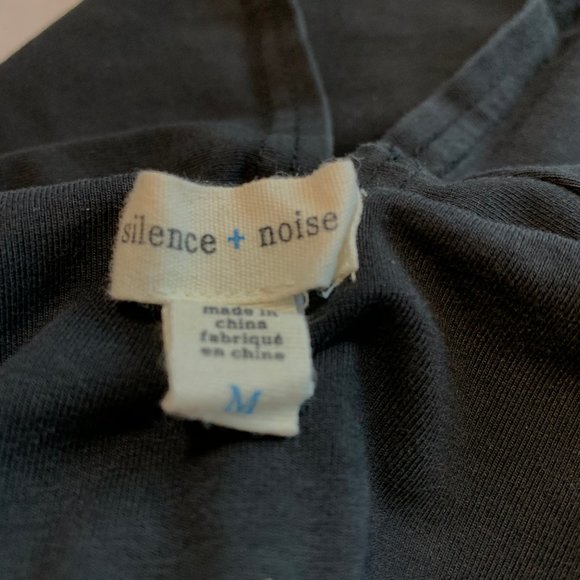 silence + noise
made in
china
fabriqué
en chine
M